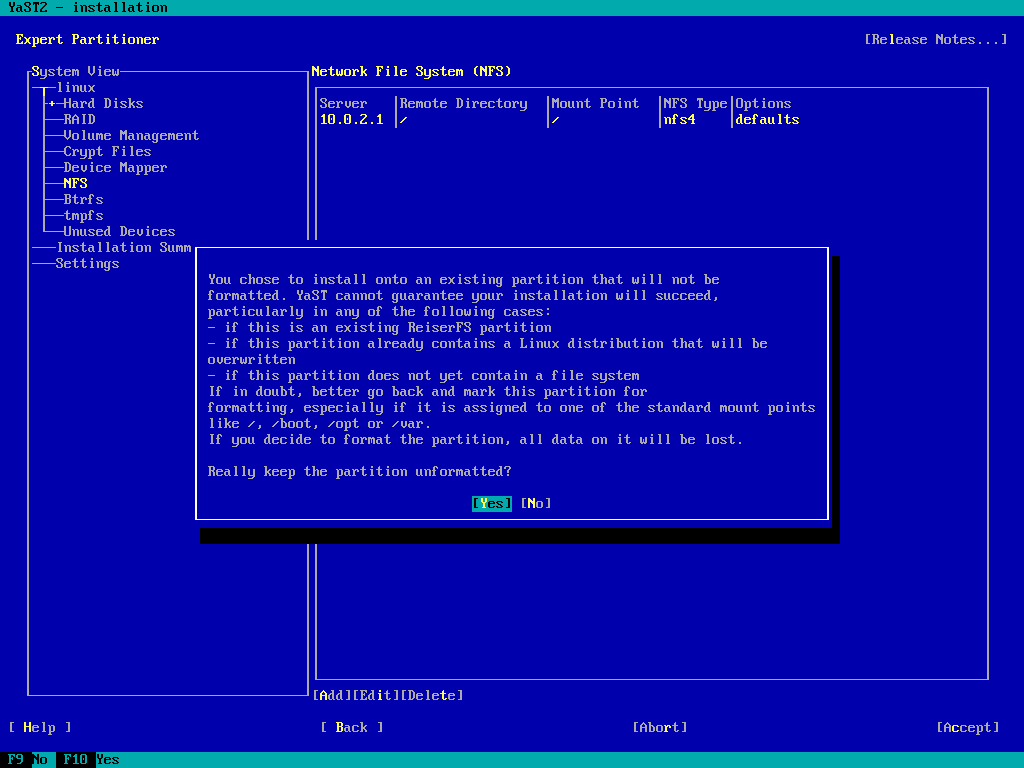 YaST2 - installation
Expert Partitioner [Release Notes...]
System View Network File System (NFS)
linux
+Hard Disks
RAID
Volume Management
Crypt Files
Device Mapper
NFS
Btrfs
tmpfs
Unused Devices
Installation Summ
Settings
Server |Remote Directory |Mount Point |NFS Type|Options
10.0.2.1 |/ |/ |nfs4 |defaults
You chose to install onto an existing partition that will not be
formatted. YaST cannot guarantee your installation will succeed,
particularly in any of the following cases:
- if this is an existing ReiserFS partition
- if this partition already contains a Linux distribution that will be
overwritten
- if this partition does not yet contain a file system
If in doubt, better go back and mark this partition for
formatting, especially if it is assigned to one of the standard mount points
like /, /boot, /opt or /var.
If you decide to format the partition, all data on it will be lost.
Really keep the partition unformatted?
[Yes] [No]
[Add][Edit][Delete]
[ Help ] [ Back ] [Abort] [Accept]
F9 No F10 Yes